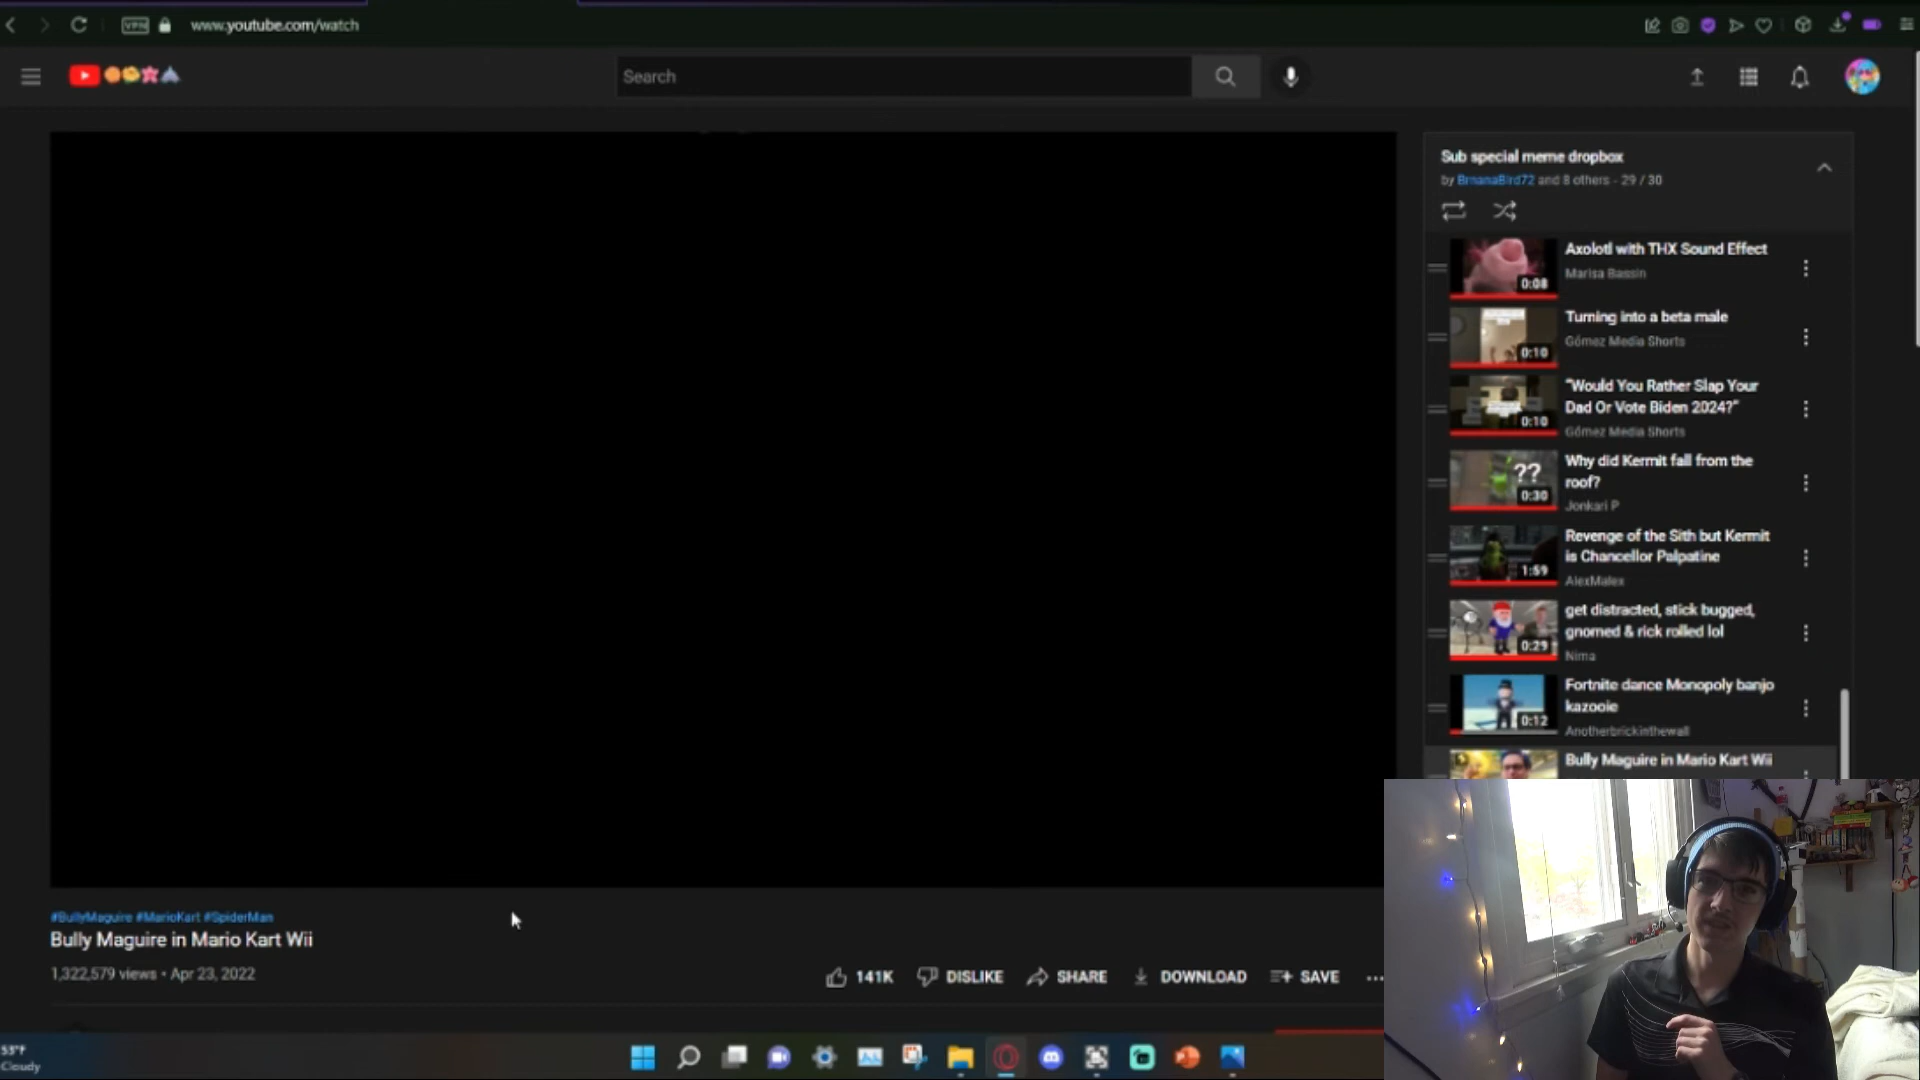 VPN
www.youtube.com/watch
Search
Sub special meme dropbox
by BrnanaBird72 and 8 others - 29 / 30
Axolotl with THX Sound Effect
Marisa Bassin
0:08
Turning into a beta male
Gómez Media Shorts
0:10
"Would You Rather Slap Your
Dad Or Vote Biden 2024?"
Gómez Media Shorts
0:10
Why did Kermit fall from the
roof?
Jonkari P
??
0:30
Revenge of the Sith but Kermit
is Chancellor Palpatine
AlexMalex
1:59
get distracted, stick bugged,
gnomed & rick rolled lol
Nima
0:29
Fortnite dance Monopoly banjo
kazooie
Anotherbrickinthewall
0:12
Bully Maguire in Mario Kart Wii
#BullyMaguire #MarioKart #SpiderMan
Bully Maguire in Mario Kart Wii
1,322,579 views • Apr 23, 2022
141K
DISLIKE
SHARE
DOWNLOAD
SAVE
53°F
Cloudy